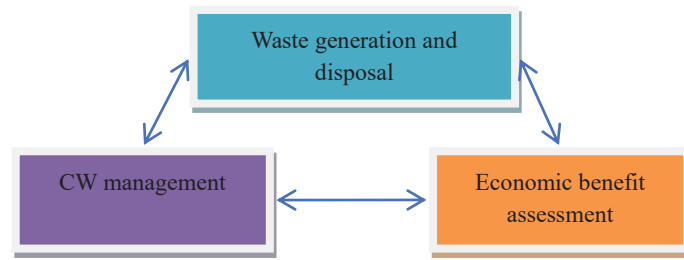 Waste generation and
disposal
CW management
Economic benefit
assessment